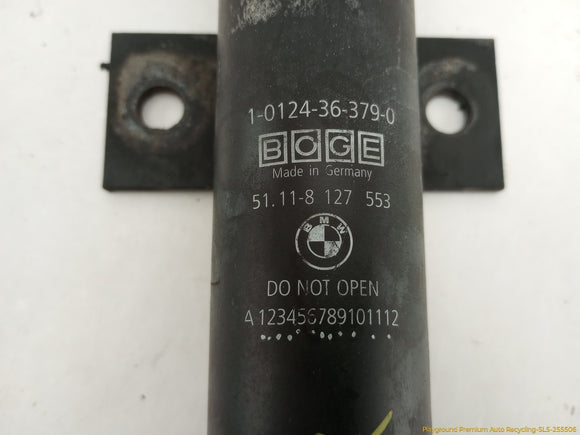 1-0124-36-379-0
BOGE
Made in Germany
51.11-8 127 553
BMW
DO NOT OPEN
A 123456789101112
Playground Premium Auto Recycling-SLS-255506